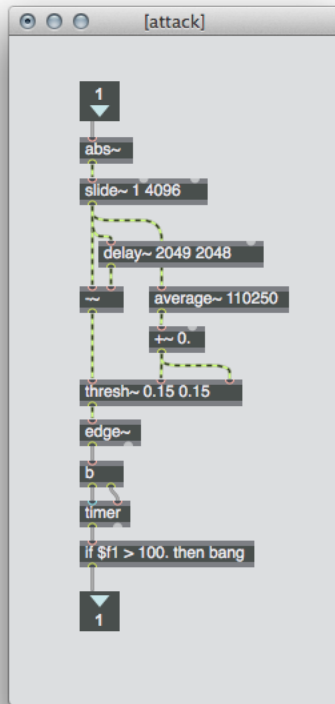 [attack]
1
abs~
slide~ 1 4096
delay~ 2049 2048
-~
average~ 110250
+~ 0.
thresh~ 0.15 0.15
edge~
b
timer
if $f1 > 100. then bang
1